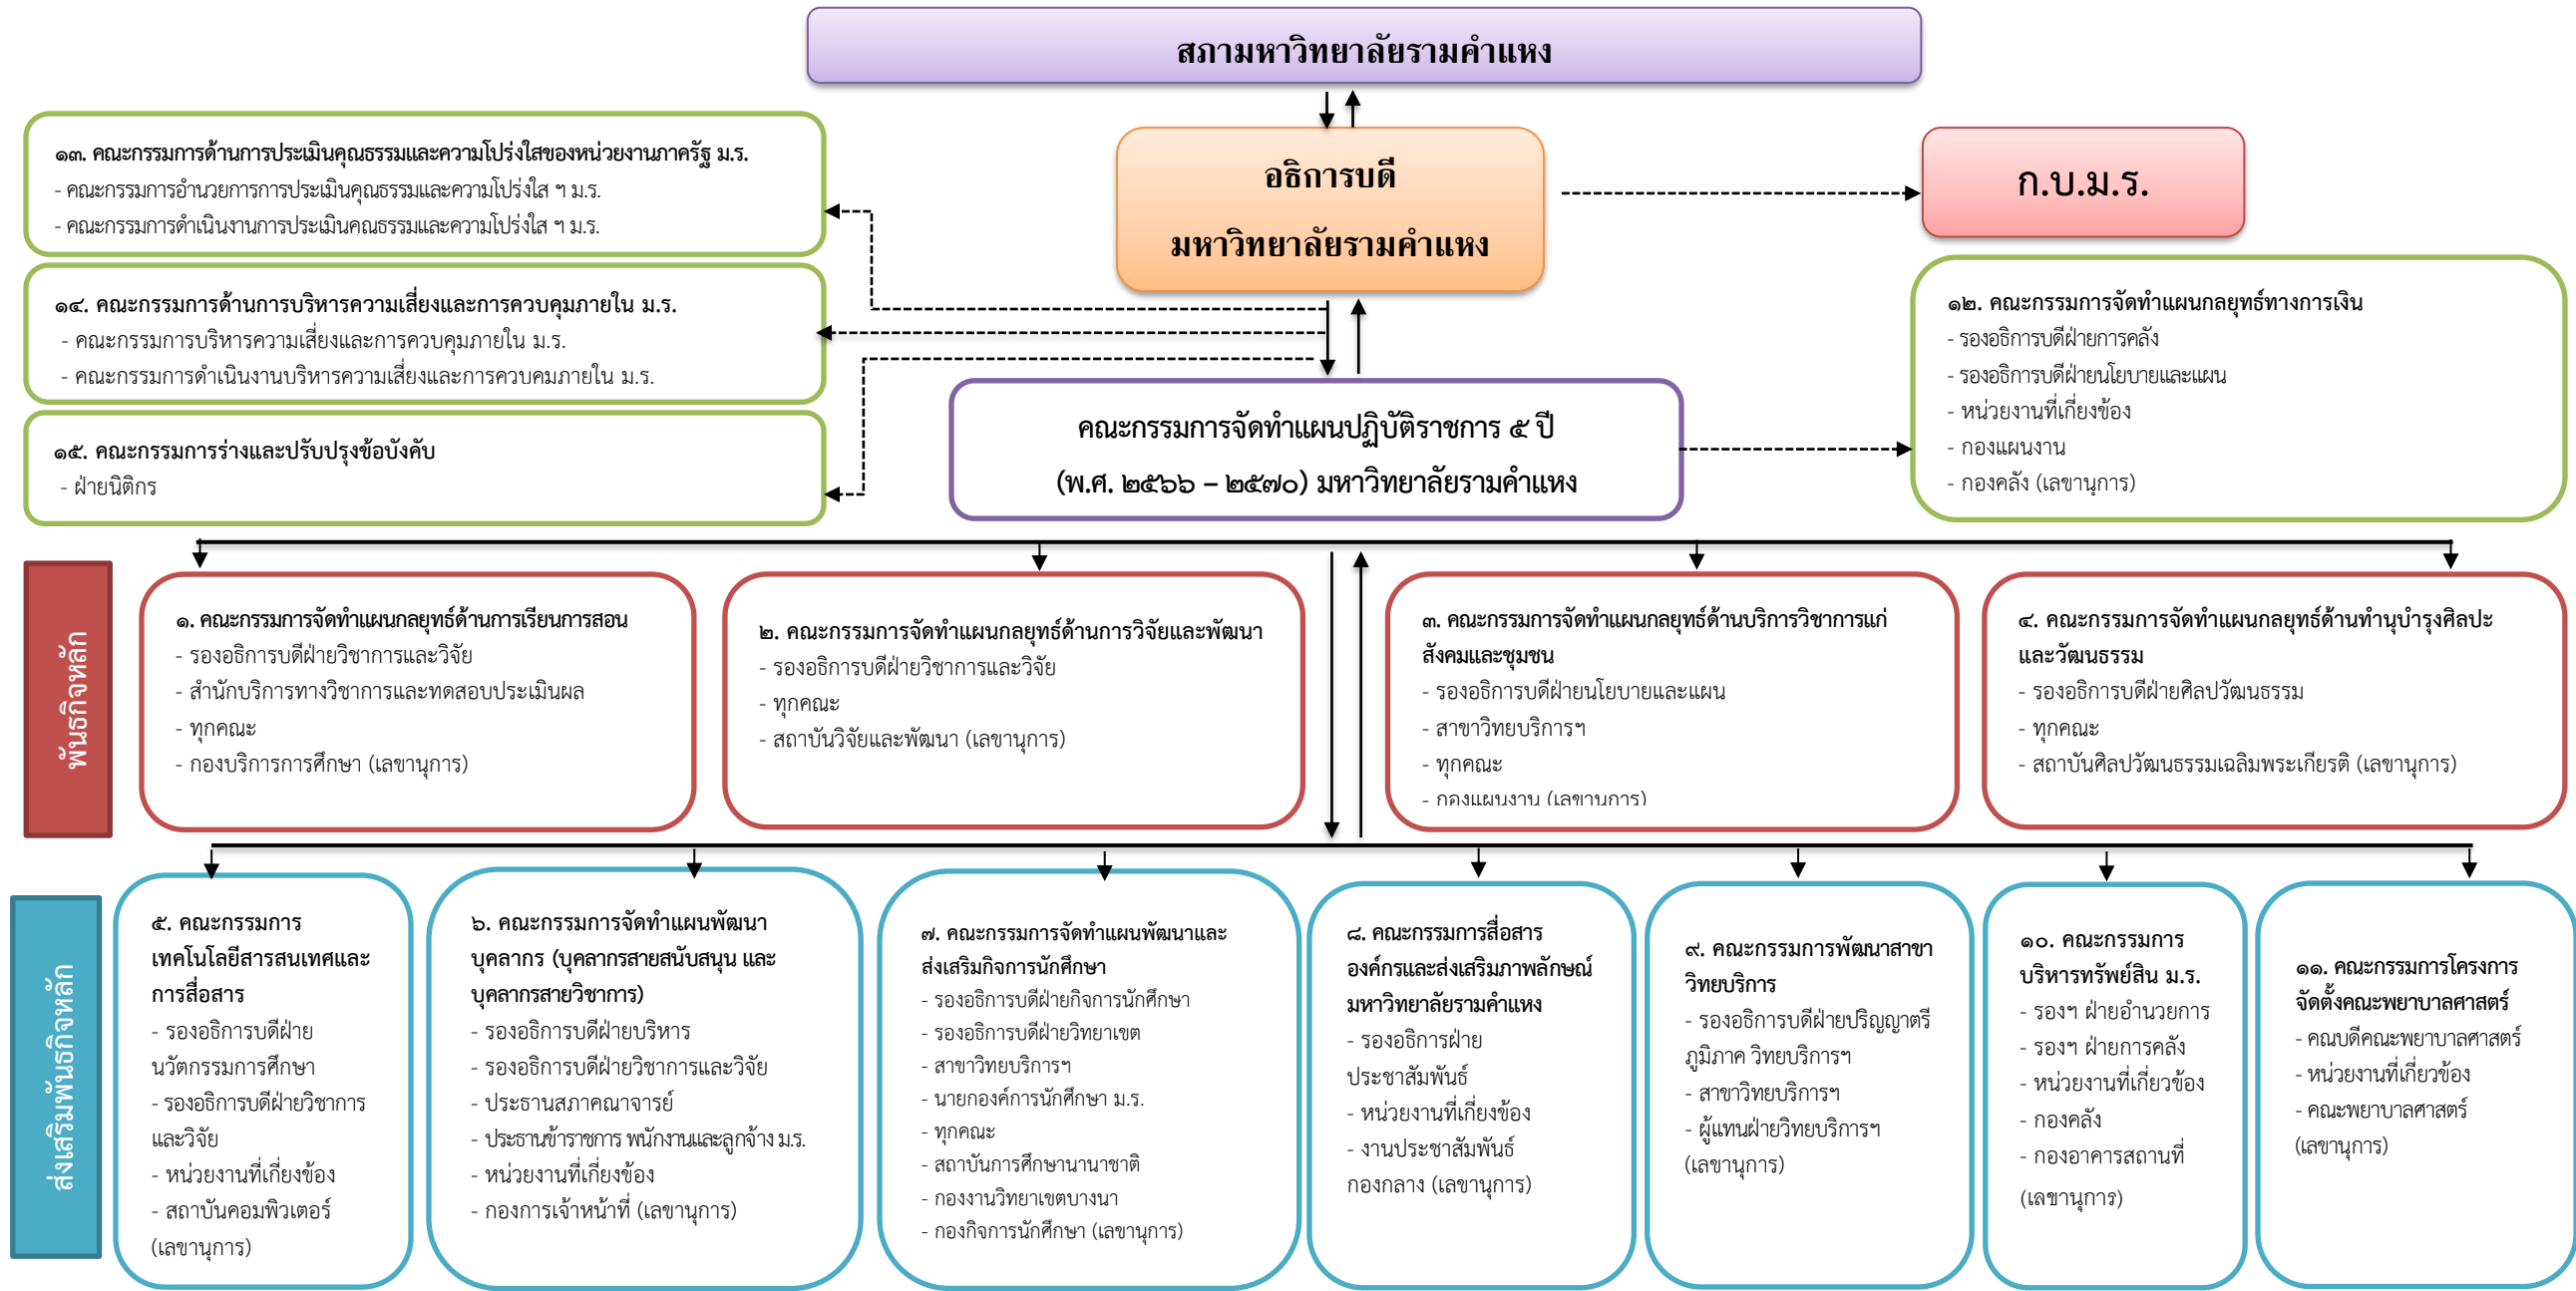 สภามหาวิทยาลัยรามคำแหง
อธิการบดี
มหาวิทยาลัยรามคำแหง
ก.บ.ม.ร.
๑๓. คณะกรรมการด้านการประเมินคุณธรรมและความโปร่งใสของหน่วยงานภาครัฐ ม.ร.
- คณะกรรมการอำนวยการการประเมินคุณธรรมและความโปร่งใส ฯ ม.ร.
- คณะกรรมการดำเนินงานการประเมินคุณธรรมและความโปร่งใส ฯ ม.ร.
๑๔. คณะกรรมการด้านการบริหารความเสี่ยงและการควบคุมภายใน ม.ร.
- คณะกรรมการบริหารความเสี่ยงและการควบคุมภายใน ม.ร.
- คณะกรรมการดำเนินงานบริหารความเสี่ยงและการควบคุมภายใน ม.ร.
๑๕. คณะกรรมการร่างและปรับปรุงข้อบังคับ
- ฝ่ายนิติกร
คณะกรรมการจัดทำแผนปฏิบัติราชการ ๕ ปี
(พ.ศ. ๒๕๖๖ – ๒๕๗๐) มหาวิทยาลัยรามคำแหง
๑๒. คณะกรรมการจัดทำแผนกลยุทธ์ทางการเงิน
- รองอธิการบดีฝ่ายการคลัง
- รองอธิการบดีฝ่ายนโยบายและแผน
- หน่วยงานที่เกี่ยงข้อง
- กองแผนงาน
- กองคลัง (เลขานุการ)
พันธกิจหลัก
๑. คณะกรรมการจัดทำแผนกลยุทธ์ด้านการเรียนการสอน
- รองอธิการบดีฝ่ายวิชาการและวิจัย
- สำนักบริการทางวิชาการและทดสอบประเมินผล
- ทุกคณะ
- กองบริการการศึกษา (เลขานุการ)
๒. คณะกรรมการจัดทำแผนกลยุทธ์ด้านการวิจัยและพัฒนา
- รองอธิการบดีฝ่ายวิชาการและวิจัย
- ทุกคณะ
- สถาบันวิจัยและพัฒนา (เลขานุการ)
๓. คณะกรรมการจัดทำแผนกลยุทธ์ด้านบริการวิชาการแก่
สังคมและชุมชน
- รองอธิการบดีฝ่ายนโยบายและแผน
- สาขาวิทยบริการฯ
- ทุกคณะ
- กองแผนงาน (เลขานุการ)
๔. คณะกรรมการจัดทำแผนกลยุทธ์ด้านทำนุบำรุงศิลปะ
และวัฒนธรรม
- รองอธิการบดีฝ่ายศิลปวัฒนธรรม
- ทุกคณะ
- สถาบันศิลปวัฒนธรรมเฉลิมพระเกียรติ (เลขานุการ)
ส่งเสริมพันธกิจหลัก
๕. คณะกรรมการ
เทคโนโลยีสารสนเทศและ
การสื่อสาร
- รองอธิการบดีฝ่าย
นวัตกรรมการศึกษา
- รองอธิการบดีฝ่ายวิชาการ
และวิจัย
- หน่วยงานที่เกี่ยงข้อง
- สถาบันคอมพิวเตอร์
(เลขานุการ)
๖. คณะกรรมการจัดทำแผนพัฒนา
บุคลากร (บุคลากรสายสนับสนุน และ
บุคลากรสายวิชาการ)
- รองอธิการบดีฝ่ายบริหาร
- รองอธิการบดีฝ่ายวิชาการและวิจัย
- ประธานสภาคณาจารย์
- ประธานข้าราชการ พนักงานและลูกจ้าง ม.ร.
- หน่วยงานที่เกี่ยงข้อง
- กองการเจ้าหน้าที่ (เลขานุการ)
๗. คณะกรรมการจัดทำแผนพัฒนาและ
ส่งเสริมกิจการนักศึกษา
- รองอธิการบดีฝ่ายกิจการนักศึกษา
- รองอธิการบดีฝ่ายวิทยาเขต
- สาขาวิทยบริการฯ
- นายกองค์การนักศึกษา ม.ร.
- ทุกคณะ
- สถาบันการศึกษานานาชาติ
- กองงานวิทยาเขตบางนา
- กองกิจการนักศึกษา (เลขานุการ)
๘. คณะกรรมการสื่อสาร
องค์กรและส่งเสริมภาพลักษณ์
มหาวิทยาลัยรามคำแหง
- รองอธิการฝ่าย
ประชาสัมพันธ์
- หน่วยงานที่เกี่ยงข้อง
- งานประชาสัมพันธ์
กองกลาง (เลขานุการ)
๙. คณะกรรมการพัฒนาสาขา
วิทยบริการ
- รองอธิการบดีฝ่ายปริญญาตรี
ภูมิภาค วิทยบริการฯ
- สาขาวิทยบริการฯ
- ผู้แทนฝ่ายวิทยบริการฯ
(เลขานุการ)
๑๐. คณะกรรมการ
บริหารทรัพย์สิน ม.ร.
- รองฯ ฝ่ายอำนวยการ
- รองฯ ฝ่ายการคลัง
- หน่วยงานที่เกี่ยวข้อง
- กองคลัง
- กองอาคารสถานที่
(เลขานุการ)
๑๑. คณะกรรมการโครงการ
จัดตั้งคณะพยาบาลศาสตร์
- คณบดีคณะพยาบาลศาสตร์
- หน่วยงานที่เกี่ยวข้อง
- คณะพยาบาลศาสตร์
(เลขานุการ)